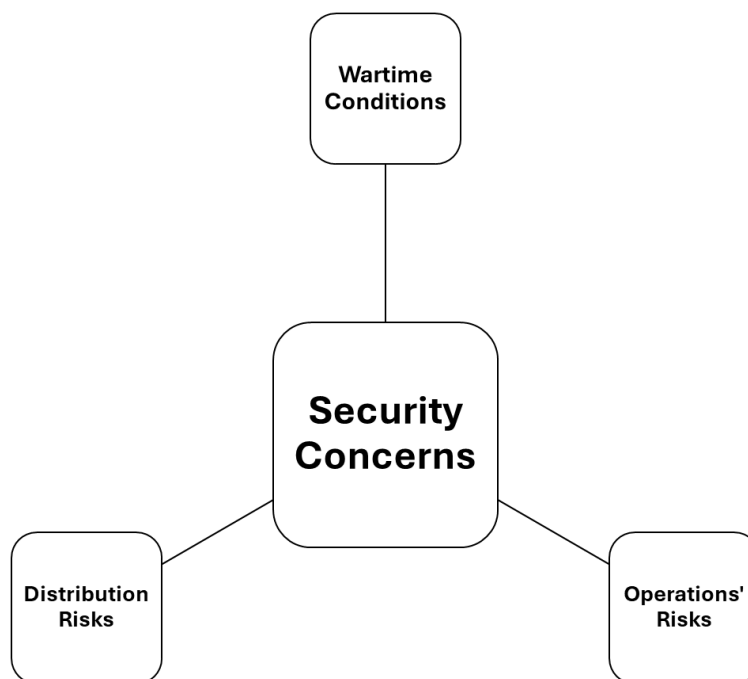 Wartime
Conditions
Security
Concerns
Distribution
Risks
Operations'
Risks